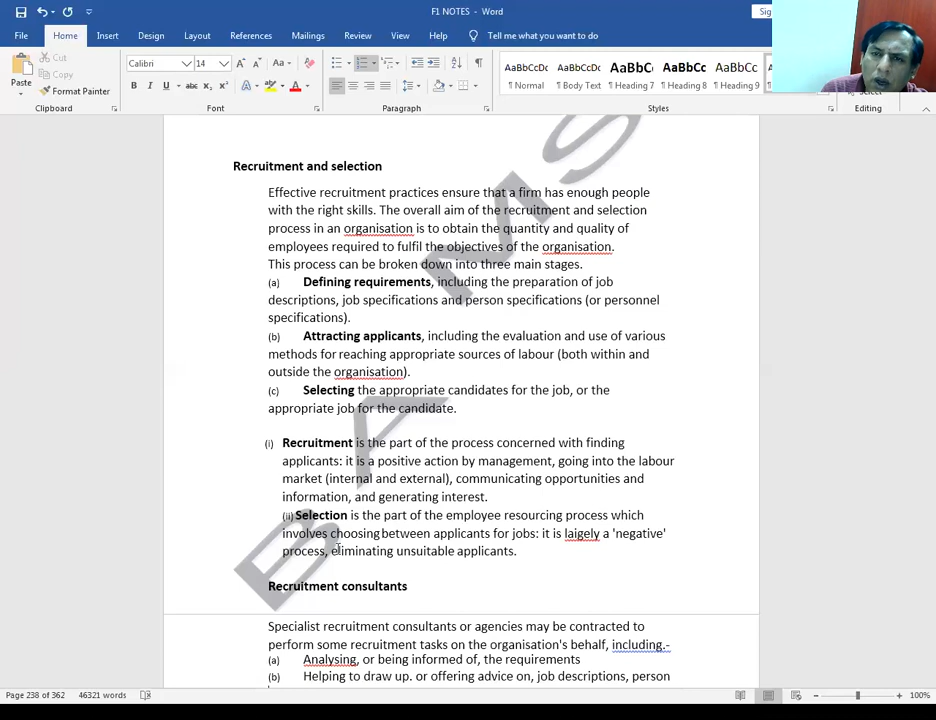 F1 NOTES - Word
Sig
File Home Insert Design Layout References Mailings Review View Help Tell me what you want to do
Paste
Cut
Copy
Format Painter
Calibri 14
AaBbCcDc AaBbCcDc AaBbC AaBbCc AaBbCc
¶ Normal ¶ Body Text ¶ Heading 7 ¶ Heading 8 ¶ Heading 9
Clipboard Font Paragraph Styles Editing
Recruitment and selection
Effective recruitment practices ensure that a firm has enough people
with the right skills. The overall aim of the recruitment and selection
process in an organisation is to obtain the quantity and quality of
employees required to fulfil the objectives of the organisation.
This process can be broken down into three main stages.
(a) Defining requirements, including the preparation of job
descriptions, job specifications and person specifications (or personnel
specifications).
(b) Attracting applicants, including the evaluation and use of various
methods for reaching appropriate sources of labour (both within and
outside the organisation).
(c) Selecting the appropriate candidates for the job, or the
appropriate job for the candidate.
(i) Recruitment is the part of the process concerned with finding
applicants: it is a positive action by management, going into the labour
market (internal and external), communicating opportunities and
information, and generating interest.
(ii) Selection is the part of the employee resourcing process which
involves choosing between applicants for jobs: it is laigely a 'negative'
process, eliminating unsuitable applicants.
Recruitment consultants
Specialist recruitment consultants or agencies may be contracted to
perform some recruitment tasks on the organisation's behalf, including.-
(a) Analysing, or being informed of, the requirements
(b) Helping to draw up. or offering advice on, job descriptions, person
BAMS
Page 238 of 362 46321 words 100%